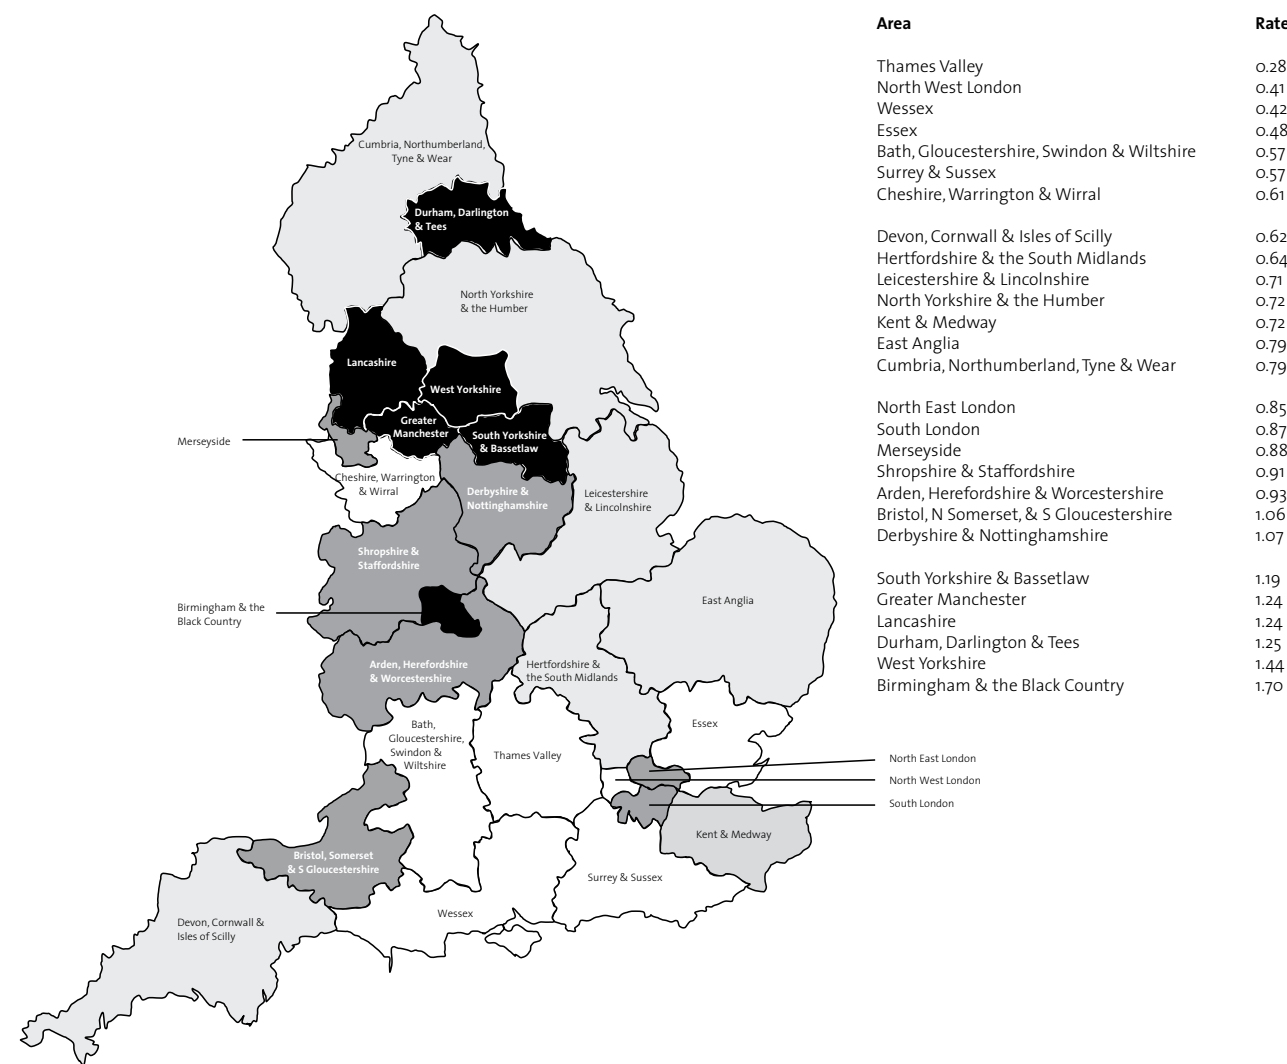 Area Rate
Thames Valley 0.28
North West London 0.41
Wessex 0.42
Essex 0.48
Bath, Gloucestershire, Swindon & Wiltshire 0.57
Surrey & Sussex 0.57
Cheshire, Warrington & Wirral 0.61
Devon, Cornwall & Isles of Scilly 0.62
Hertfordshire & the South Midlands 0.64
Leicestershire & Lincolnshire 0.71
North Yorkshire & the Humber 0.72
Kent & Medway 0.72
East Anglia 0.79
Cumbria, Northumberland, Tyne & Wear 0.79
North East London 0.85
South London 0.87
Merseyside 0.88
Shropshire & Staffordshire 0.91
Arden, Herefordshire & Worcestershire 0.93
Bristol, N Somerset, & S Gloucestershire 1.06
Derbyshire & Nottinghamshire 1.07
South Yorkshire & Bassetlaw 1.19
Greater Manchester 1.24
Lancashire 1.24
Durham, Darlington & Tees 1.25
West Yorkshire 1.44
Birmingham & the Black Country 1.70
Cumbria, Northumberland,
Tyne & Wear
Durham, Darlington
& Tees
North Yorkshire
& the Humber
Lancashire
West Yorkshire
Greater
Manchester
South Yorkshire
& Bassetlaw
Merseyside
Cheshire, Warrington
& Wirral
Derbyshire &
Nottinghamshire
Leicestershire
& Lincolnshire
Shropshire &
Staffordshire
Birmingham & the
Black Country
East Anglia
Arden, Herefordshire
& Worcestershire
Hertfordshire &
the South Midlands
Bath,
Gloucestershire,
Swindon &
Wiltshire
Thames Valley
Essex
North East London
North West London
South London
Kent & Medway
Bristol, Somerset
& S Gloucestershire
Surrey & Sussex
Wessex
Devon, Cornwall &
Isles of Scilly